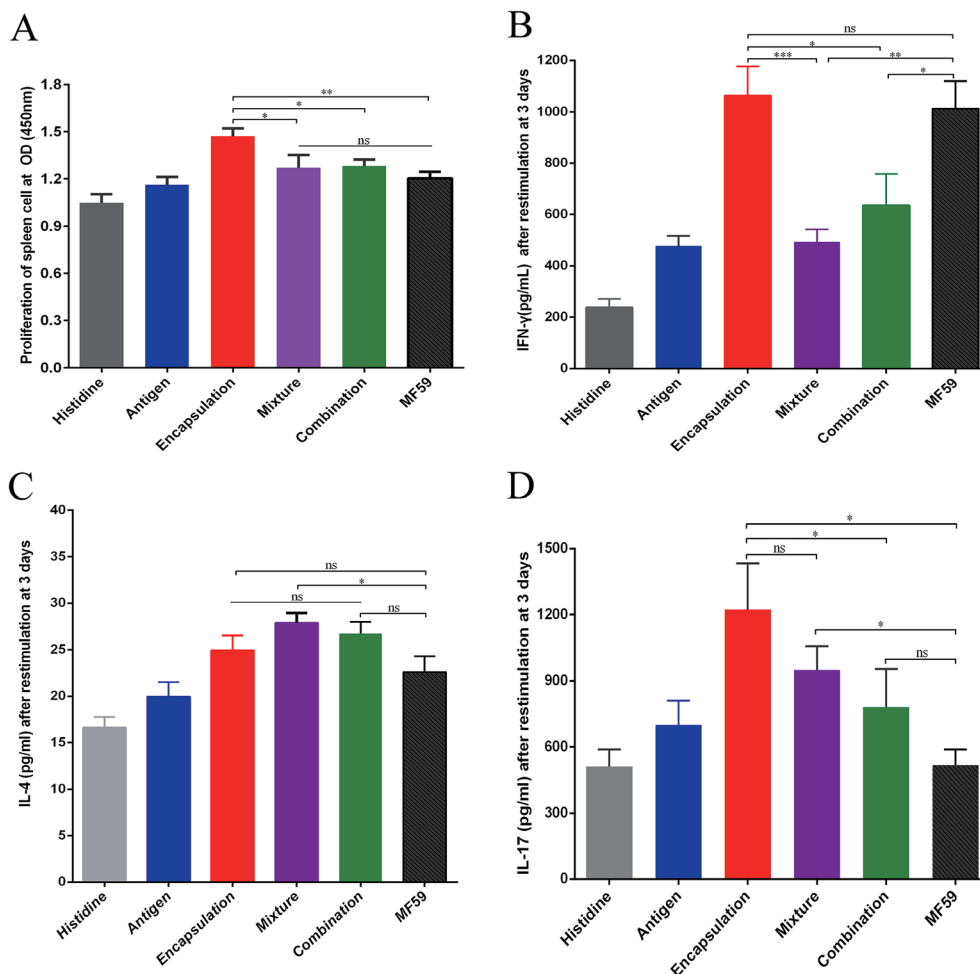 A
Proliferation of spleen cell at OD (450nm)
1.8
1.5
1.2
0.9
0.6
0.3
0.0
**
*
*
ns
Histidine
Antigen
Encapsulation
Mixture
Combination
MF59
B
IFN-γ(pg/mL) after restimulation at 3 days
1200
1000
800
600
400
200
0
ns
*
***
**
*
Histidine
Antigen
Encapsulation
Mixture
Combination
MF59
C
IL-4 (pg/ml) after restimulation at 3 days
40
35
30
25
20
15
10
5
0
ns
*
ns
ns
Histidine
Antigen
Encapsulation
Mixture
Combination
MF59
D
IL-17 (pg/ml) after restimulation at 3 days
1500
1200
900
600
300
0
*
*
ns
*
ns
Histidine
Antigen
Encapsulation
Mixture
Combination
MF59